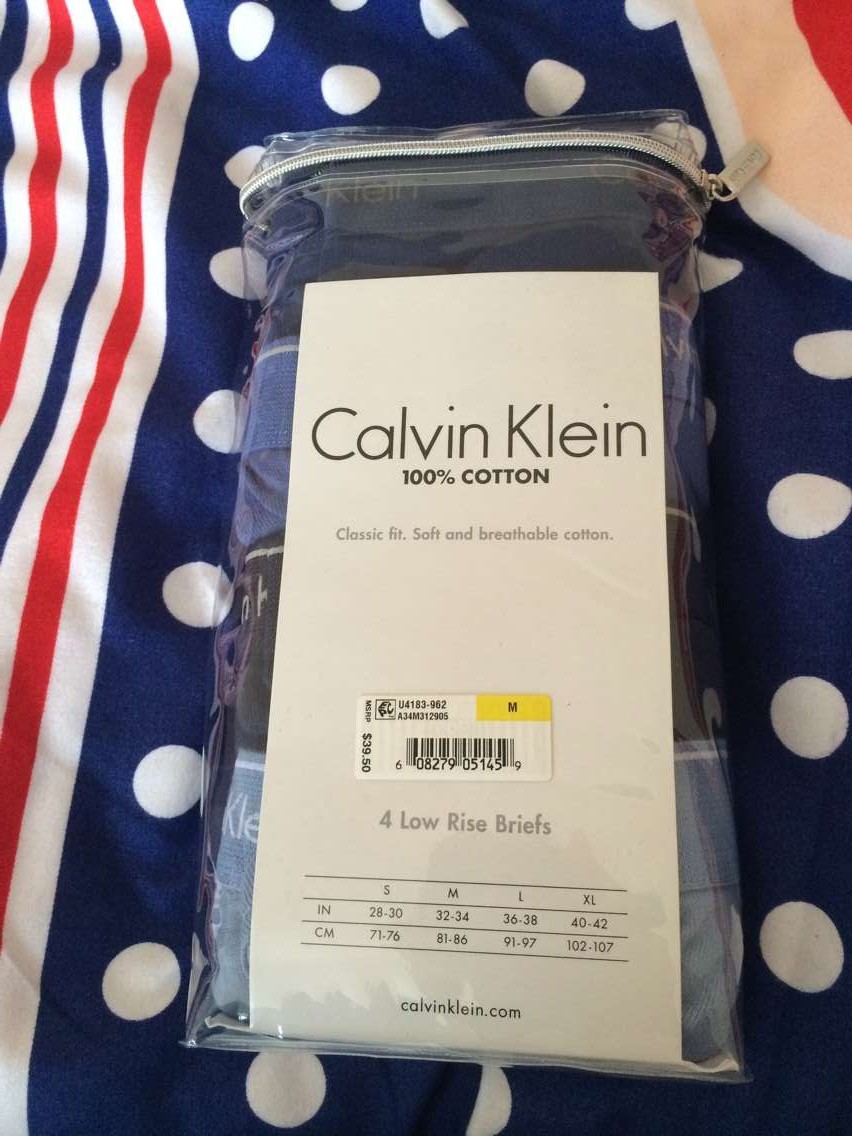 Klein
Calvin Klein
100% COTTON
Classic fit. Soft and breathable cotton.
MSRP $39.50
U4183-962
A34M312905
M
6 08279 05145 9
Kle
4 Low Rise Briefs
S M L XL
IN 28-30 32-34 36-38 40-42
CM 71-76 81-86 91-97 102-107
calvinklein.com